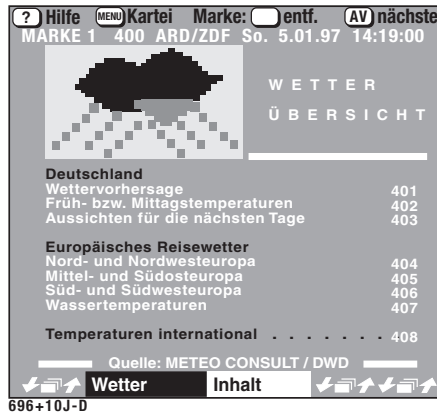 ? Hilfe MENU Kartei Marke: entf. AV nächste
MARKE 1 400 ARD/ZDF So. 5.01.97 14:19:00
WETTER
ÜBERSICHT
Deutschland
Wettervorhersage 401
Früh- bzw. Mittagstemperaturen 402
Aussichten für die nächsten Tage 403
Europäisches Reisewetter
Nord- und Nordwesteuropa 404
Mittel- und Südosteuropa 405
Süd- und Südwesteuropa 406
Wassertemperaturen 407
Temperaturen international . . . . . . . 408
Quelle: METEO CONSULT / DWD
Wetter Inhalt
696+10J-D